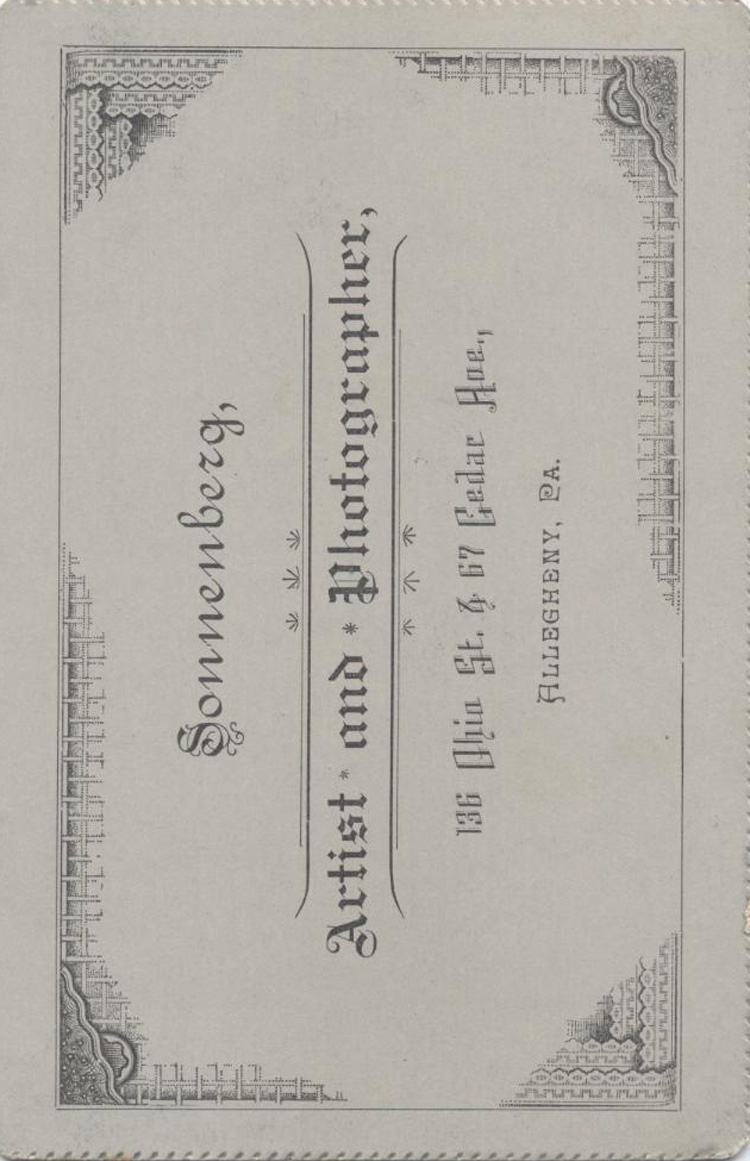 Sonnenberg,
Artist * and * Photographer,
136 Ohio St. & 67 Cedar Ave.,
ALLEGHENY, PA.